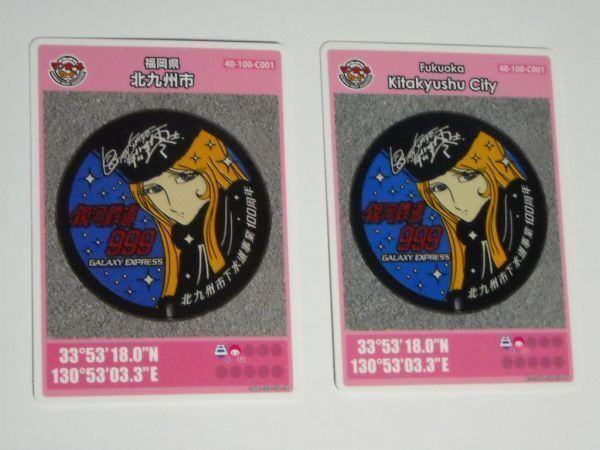 福岡県
北九州市
40-100-C001
銀河鉄道
999
GALAXY EXPRESS
北九州市下水道事業100周年
33°53'18.0"N
130°53'03.3"E
Fukuoka
Kitakyushu City
40-100-C001
銀河鉄道
999
GALAXY EXPRESS
北九州市下水道事業100周年
33°53'18.0"N
130°53'03.3"E